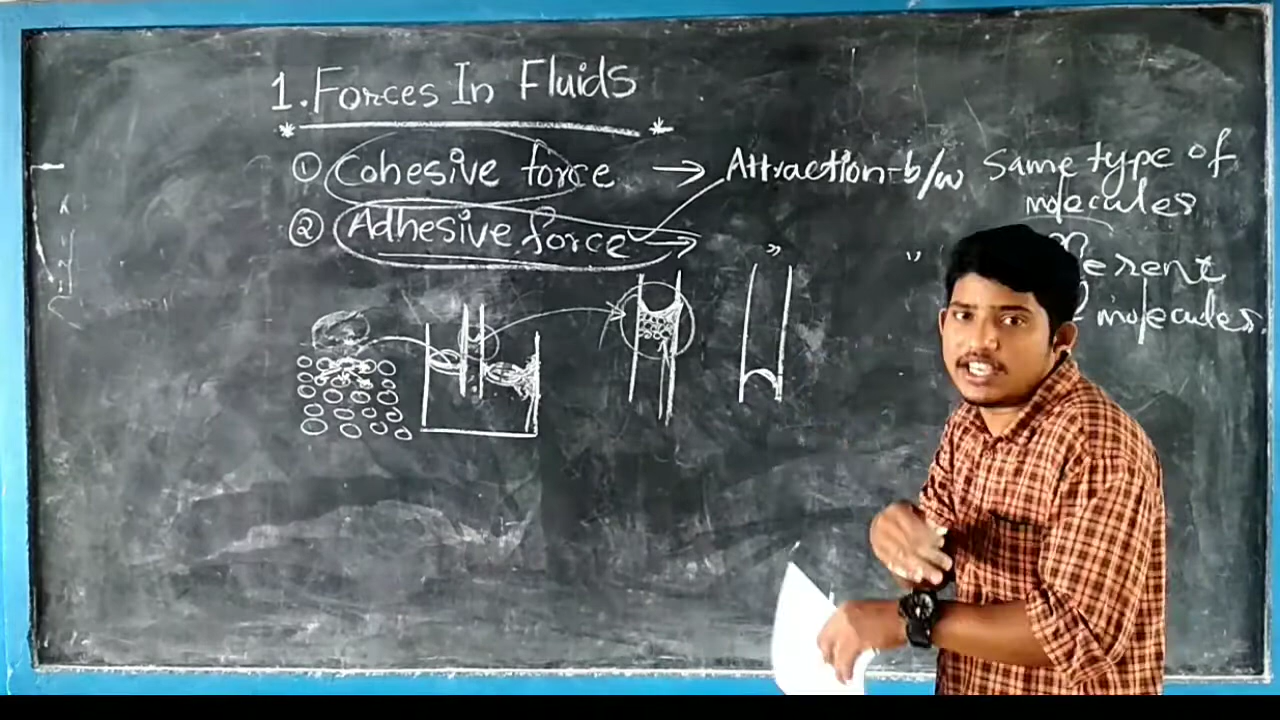 1. Forces In Fluids
① Cohesive force → Attraction b/w Same type of
molecules
② Adhesive force → " "
molecules.